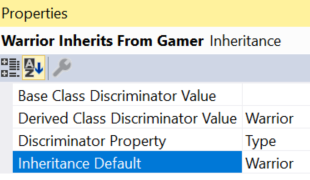 Properties
Warrior Inherits From Gamer Inheritance
Base Class Discriminator Value
Derived Class Discriminator Value Warrior
Discriminator Property Type
Inheritance Default Warrior